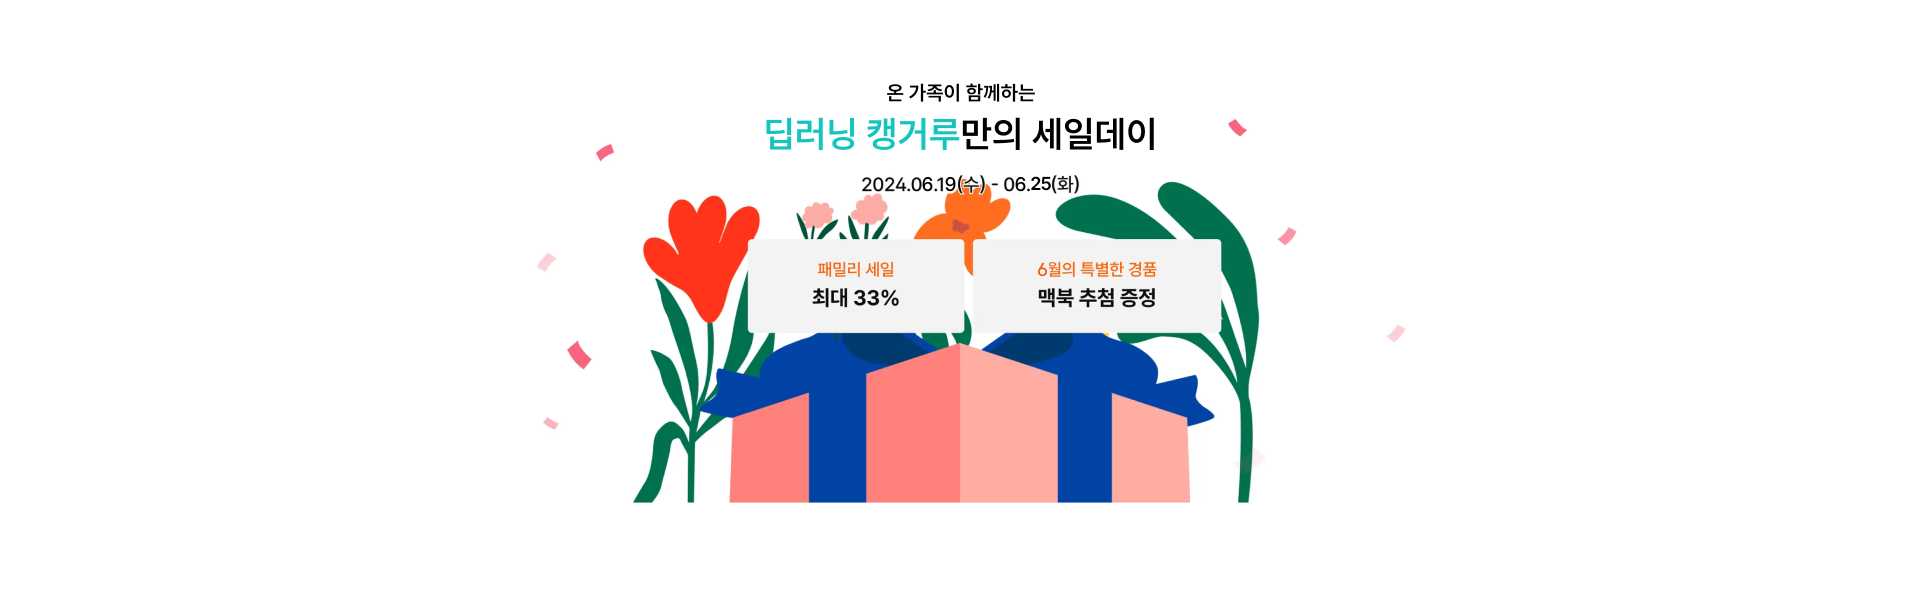 온 가족이 함께하는
딥러닝 캥거루만의 세일데이
2024.06.19(수) - 06.25(화)
패밀리 세일
최대 33%
6월의 특별한 경품
맥북 추첨 증정